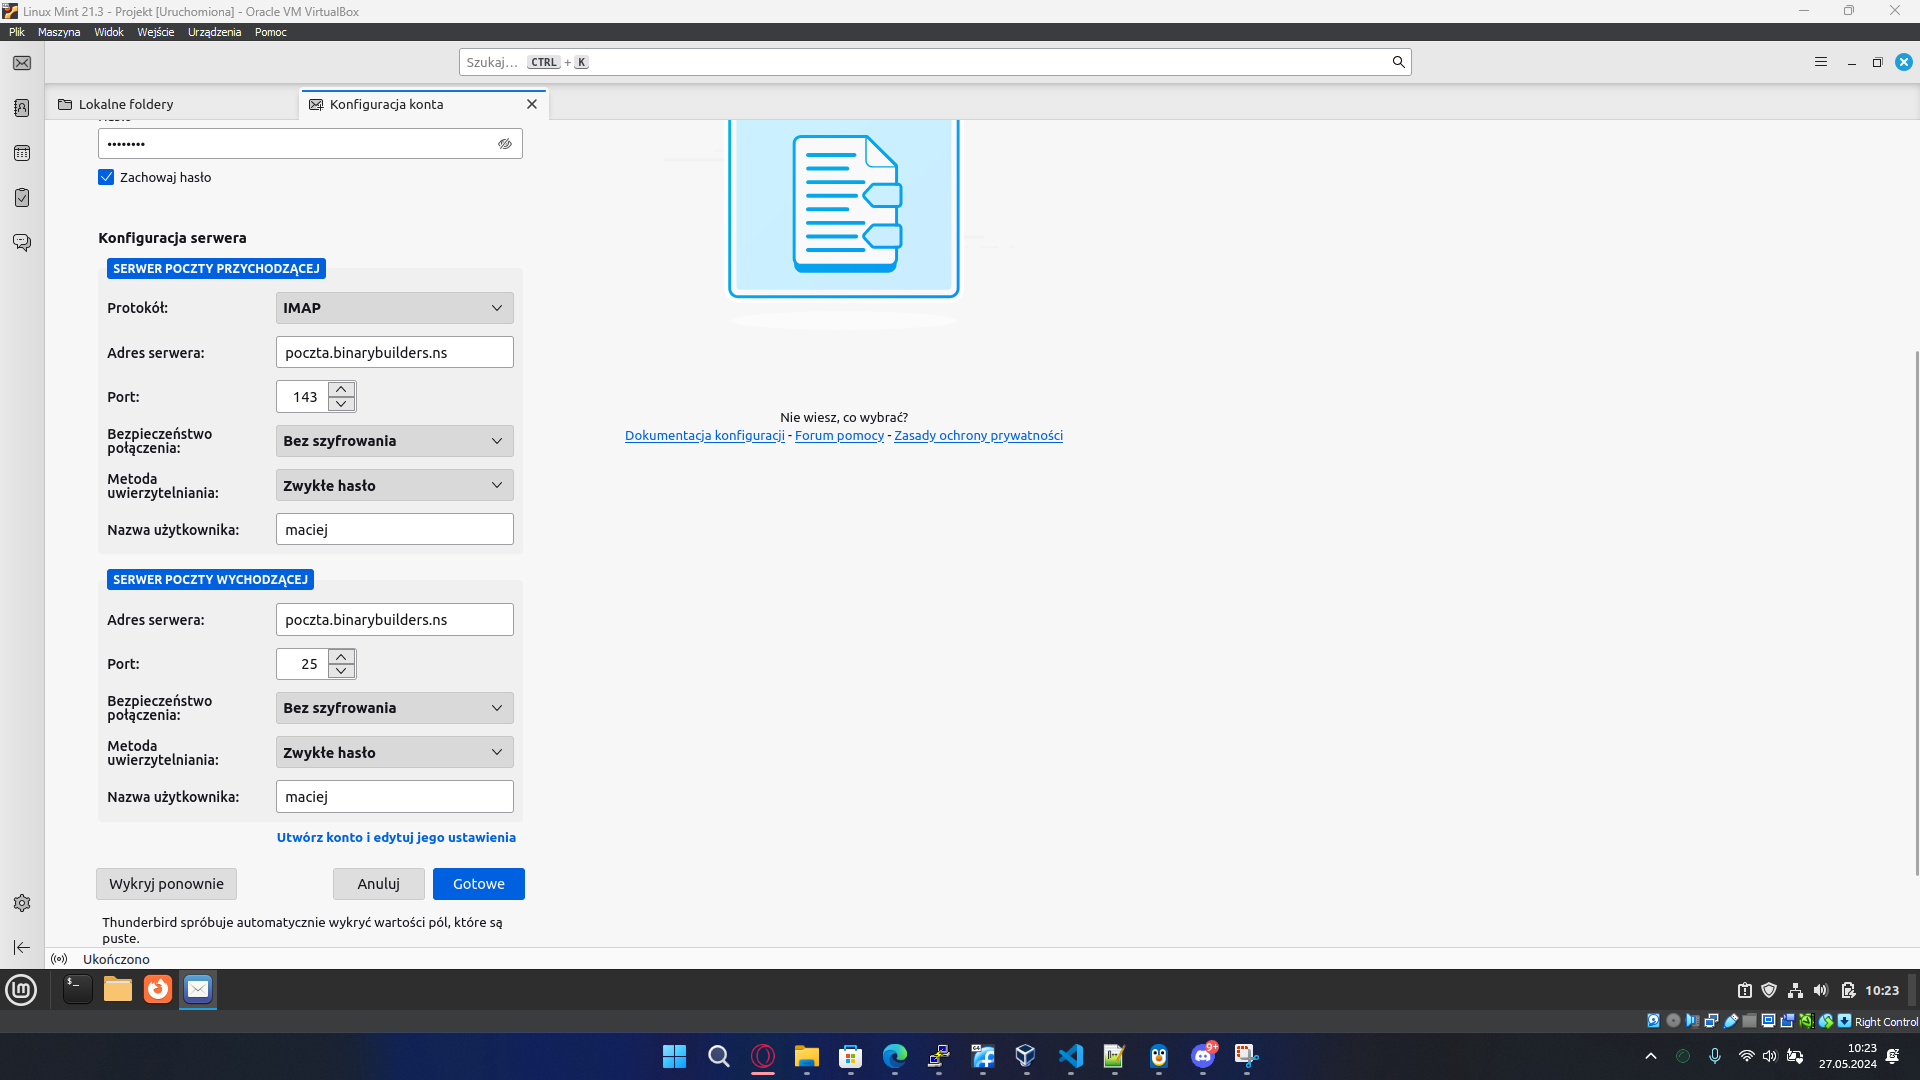 Linux Mint 21.3 - Projekt [Uruchomiona] - Oracle VM VirtualBox
Plik Maszyna Widok Wejście Urządzenia Pomoc
Szukaj... CTRL + K
Lokalne foldery
Konfiguracja konta
Hasło
••••••••
Zachowaj hasło
Konfiguracja serwera
SERWER POCZTY PRZYCHODZĄCEJ
Protokół: IMAP
Adres serwera: poczta.binarybuilders.ns
Port: 143
Bezpieczeństwo
połączenia: Bez szyfrowania
Metoda
uwierzytelniania: Zwykłe hasło
Nazwa użytkownika: maciej
SERWER POCZTY WYCHODZĄCEJ
Adres serwera: poczta.binarybuilders.ns
Port: 25
Bezpieczeństwo
połączenia: Bez szyfrowania
Metoda
uwierzytelniania: Zwykłe hasło
Nazwa użytkownika: maciej
Utwórz konto i edytuj jego ustawienia
Wykryj ponownie Anuluj Gotowe
Thunderbird spróbuje automatycznie wykryć wartości pól, które są
puste.
Nie wiesz, co wybrać?
Dokumentacja konfiguracji - Forum pomocy - Zasady ochrony prywatności
Ukończono
10:23
Right Control
9+
10:23
27.05.2024